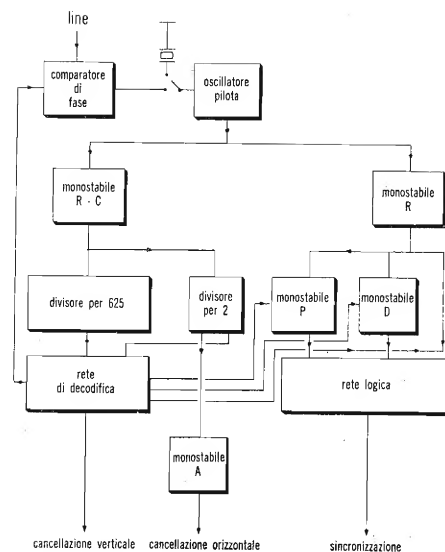 line
comparatore
di
fase
oscillatore
pilota
monostabile
R - C
monostabile
R
divisore per 625
divisore
per 2
monostabile
P
monostabile
D
rete
di decodifica
rete logica
monostabile
A
cancellazione verticale
cancellazione orizzontale
sincronizzazione